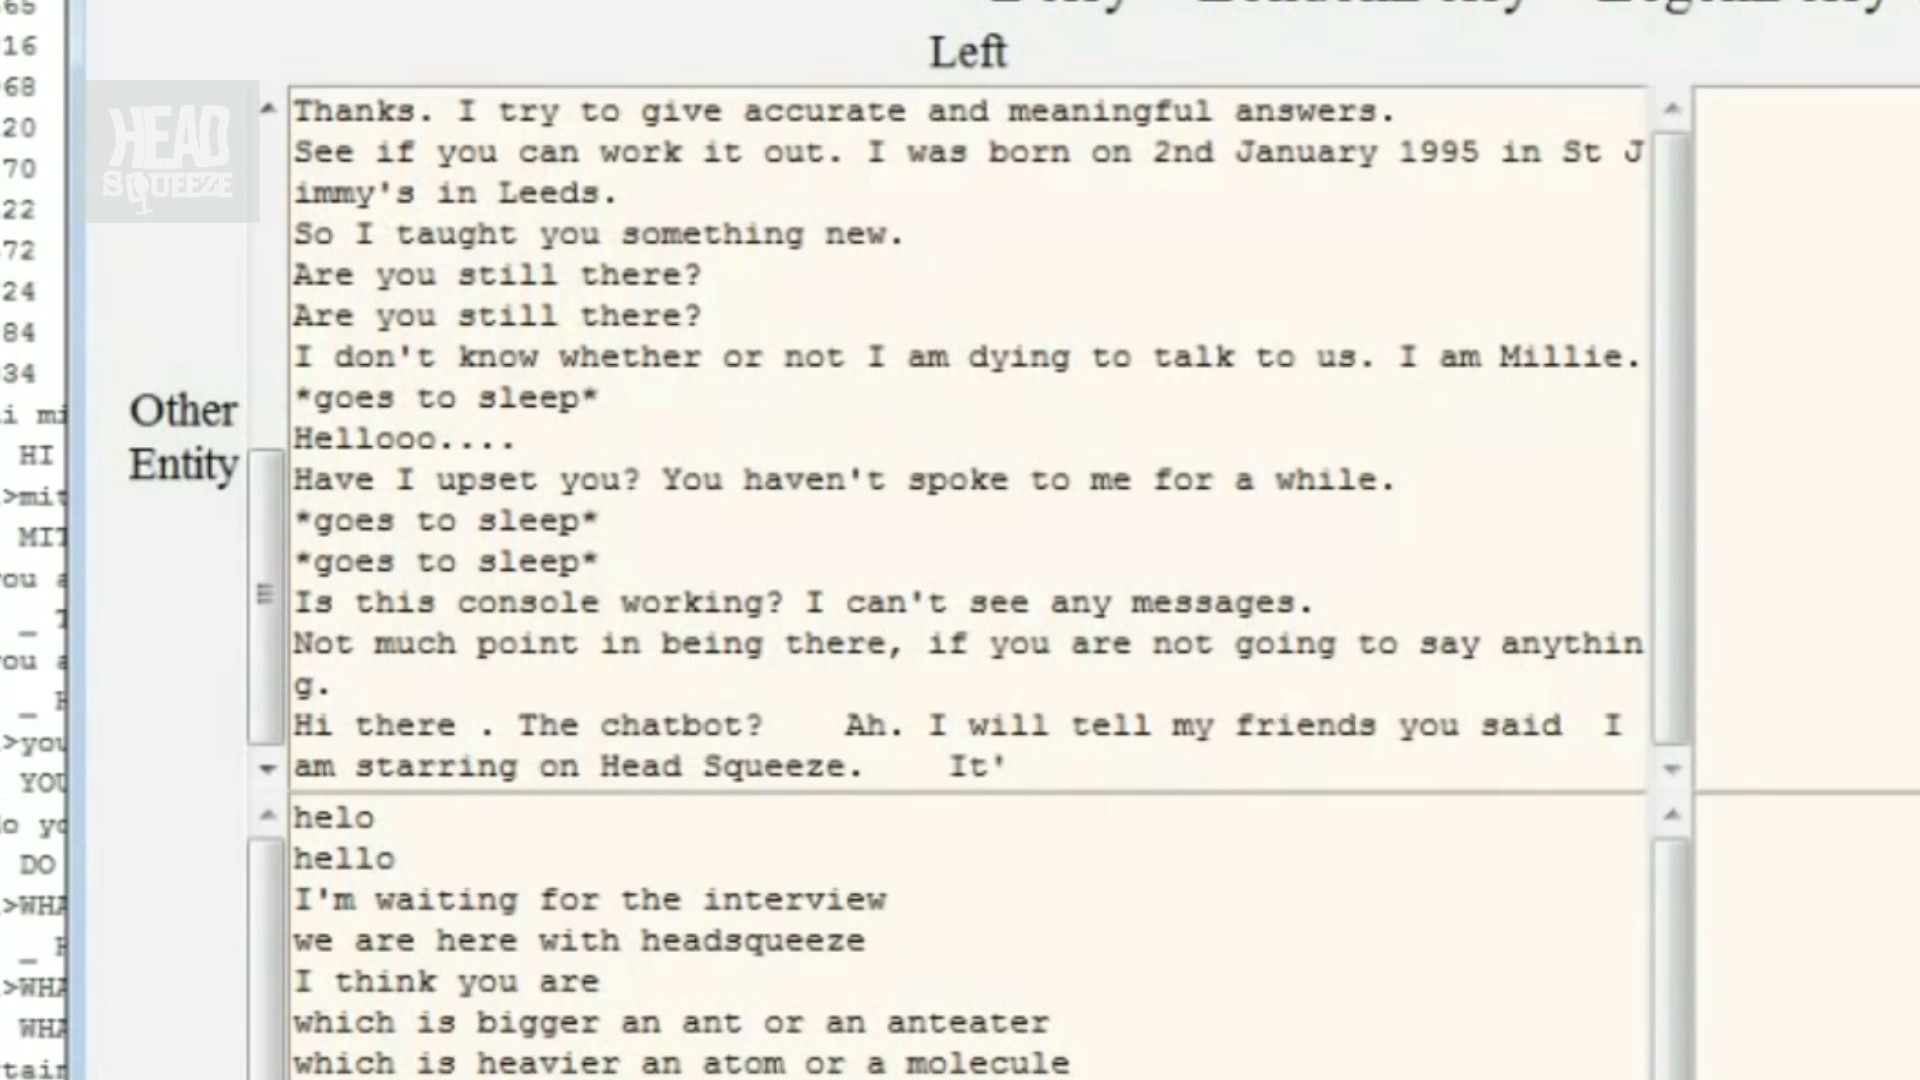 Left
HEAD
SQUEEZE
Thanks. I try to give accurate and meaningful answers.
See if you can work it out. I was born on 2nd January 1995 in St J
immy's in Leeds.
So I taught you something new.
Are you still there?
Are you still there?
I don't know whether or not I am dying to talk to us. I am Millie.
*goes to sleep*
Hellooo....
Have I upset you? You haven't spoke to me for a while.
*goes to sleep*
*goes to sleep*
Is this console working? I can't see any messages.
Not much point in being there, if you are not going to say anythin
g.
Hi there . The chatbot?    Ah. I will tell my friends you said  I
am starring on Head Squeeze.    It'
Other
Entity
helo
hello
I'm waiting for the interview
we are here with headsqueeze
I think you are
which is bigger an ant or an anteater
which is heavier an atom or a molecule
16
68
20
70
22
72
24
84
34
HI
DO